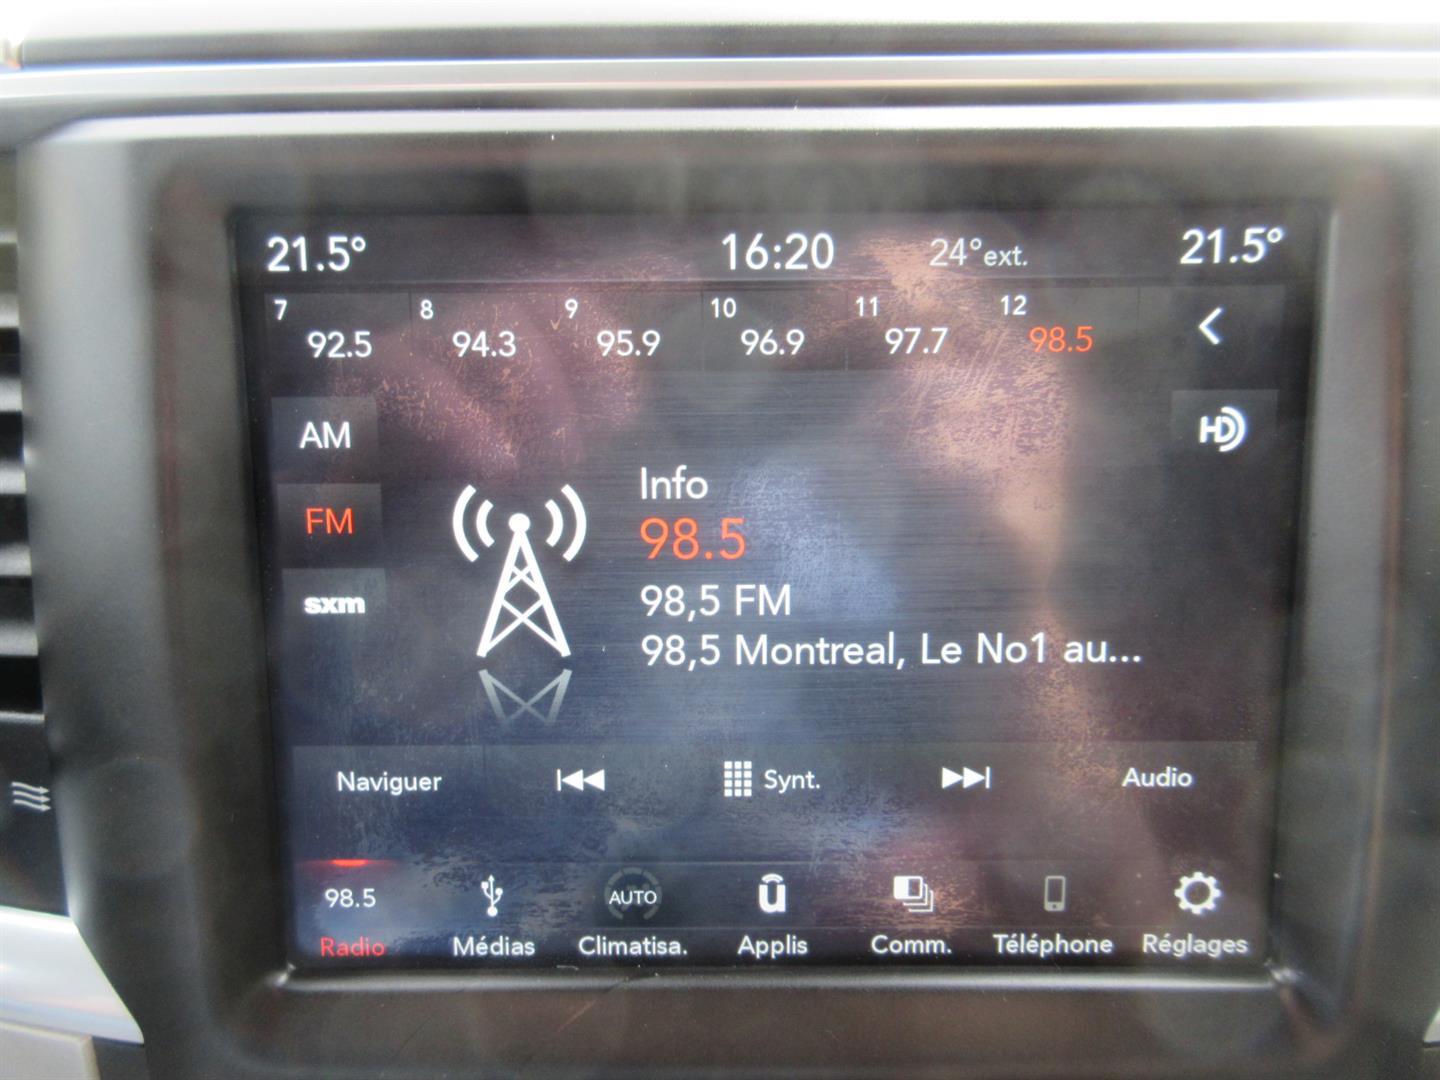 21.5° 16:20 24°ext. 21.5°
7 8 9 10 11 12
92.5 94.3 95.9 96.9 97.7 98.5
AM HD
FM
sxm
Info
98.5
98,5 FM
98,5 Montreal, Le No1 au...
Naviguer Synt. Audio
98.5 AUTO u
Radio Médias Climatisa. Applis Comm. Téléphone Réglages